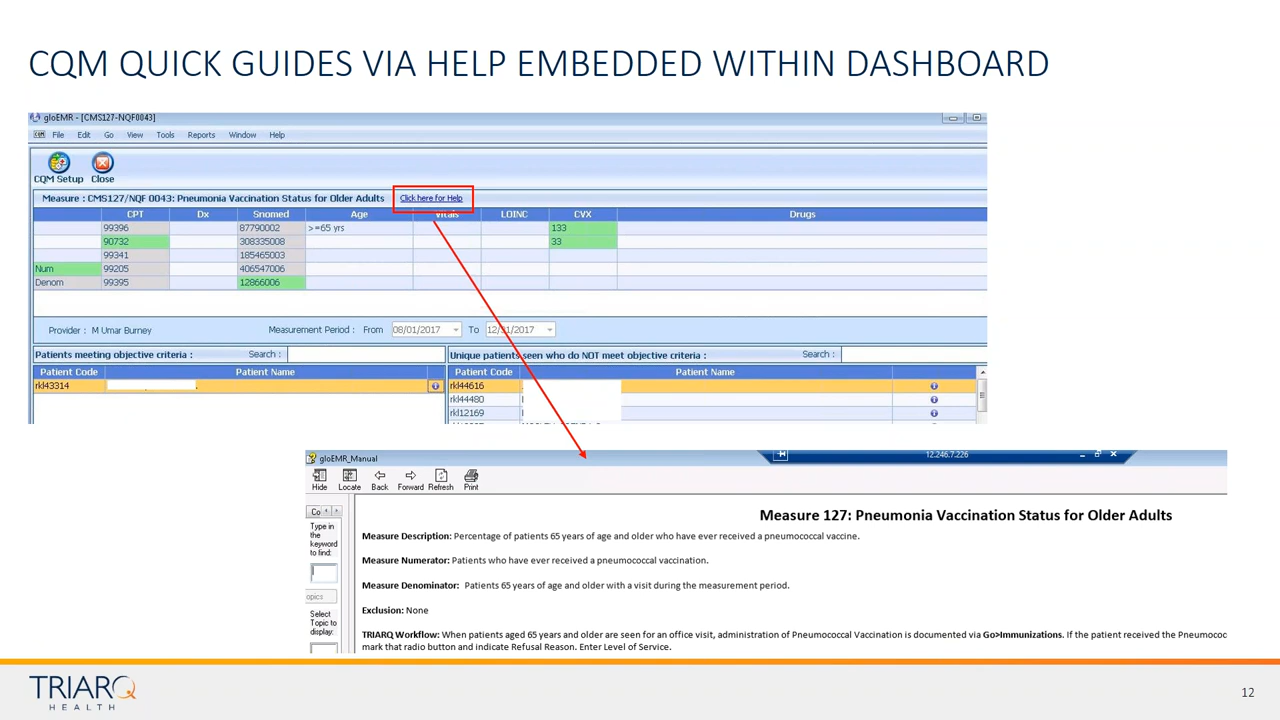 CQM QUICK GUIDES VIA HELP EMBEDDED WITHIN DASHBOARD
gloEMR - [CMS127-NQF0043]
File Edit Go View Tools Reports Window Help
CQM Setup Close
Measure : CMS127/NQF 0043: Pneumonia Vaccination Status for Older Adults Click here for Help
CPT Dx Snomed Age Vitals LOINC CVX Drugs
99396 87790002 >=65 yrs 133
90732 308335008 33
99341 185465003
Num 99205 406547006
Denom 99395 12866006
Provider : M Umar Burney Measurement Period : From 08/01/2017 To 12/31/2017
Patients meeting objective criteria : Search : Unique patients seen who do NOT meet objective criteria : Search :
Patient Code Patient Name Patient Code Patient Name
rkl43314 rkl44616
rkl44480
rkl12169
gloEMR_Manual 12.246.7.226
Hide Locate Back Forward Refresh Print
Measure 127: Pneumonia Vaccination Status for Older Adults
Co
Type in
the
keyword
to find:
opics
Select
Topic to
display:
Measure Description: Percentage of patients 65 years of age and older who have ever received a pneumococcal vaccine.
Measure Numerator: Patients who have ever received a pneumococcal vaccination.
Measure Denominator: Patients 65 years of age and older with a visit during the measurement period.
Exclusion: None
TRIARQ Workflow: When patients aged 65 years and older are seen for an office visit, administration of Pneumococcal Vaccination is documented via Go>Immunizations. If the patient received the Pneumococ
mark that radio button and indicate Refusal Reason. Enter Level of Service.
TRIARQ
HEALTH
12